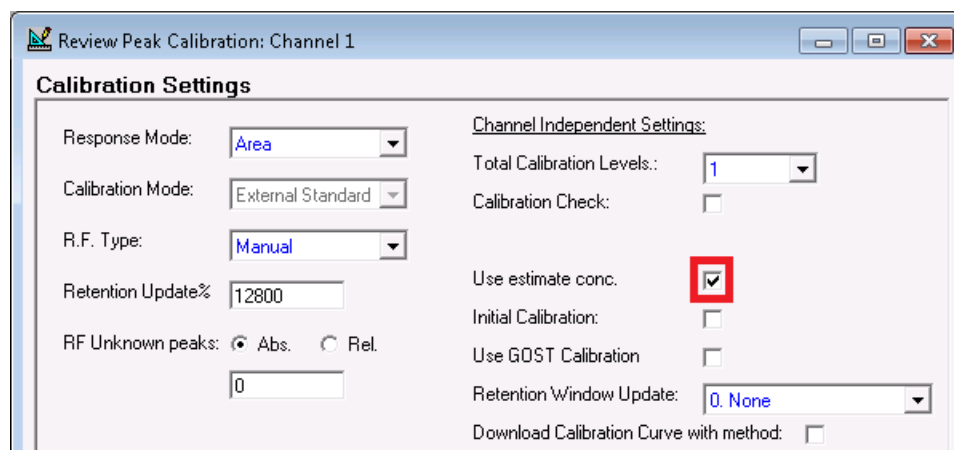 Review Peak Calibration: Channel 1
Calibration Settings
Response Mode: Area
Calibration Mode: External Standard
R.F. Type: Manual
Retention Update% 12800
RF Unknown peaks: Abs. Rel.
0
Channel Independent Settings:
Total Calibration Levels.: 1
Calibration Check:
Use estimate conc.
Initial Calibration:
Use GOST Calibration
Retention Window Update: 0. None
Download Calibration Curve with method: